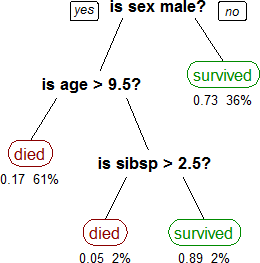 yes is sex male? no
survived
is age > 9.5?
0.73 36%
died
is sibsp > 2.5?
0.17 61%
died survived
0.05 2% 0.89 2%